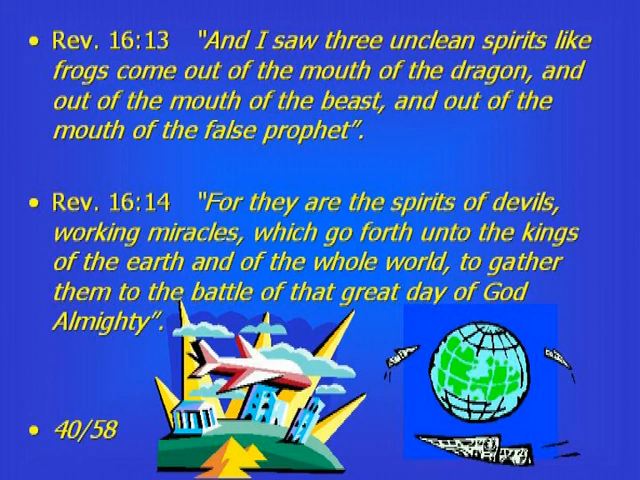 • Rev. 16:13 "And I saw three unclean spirits like
frogs come out of the mouth of the dragon, and
out of the mouth of the beast, and out of the
mouth of the false prophet".
• Rev. 16:14 "For they are the spirits of devils,
working miracles, which go forth unto the kings
of the earth and of the whole world, to gather
them to the battle of that great day of God
Almighty".
• 40/58